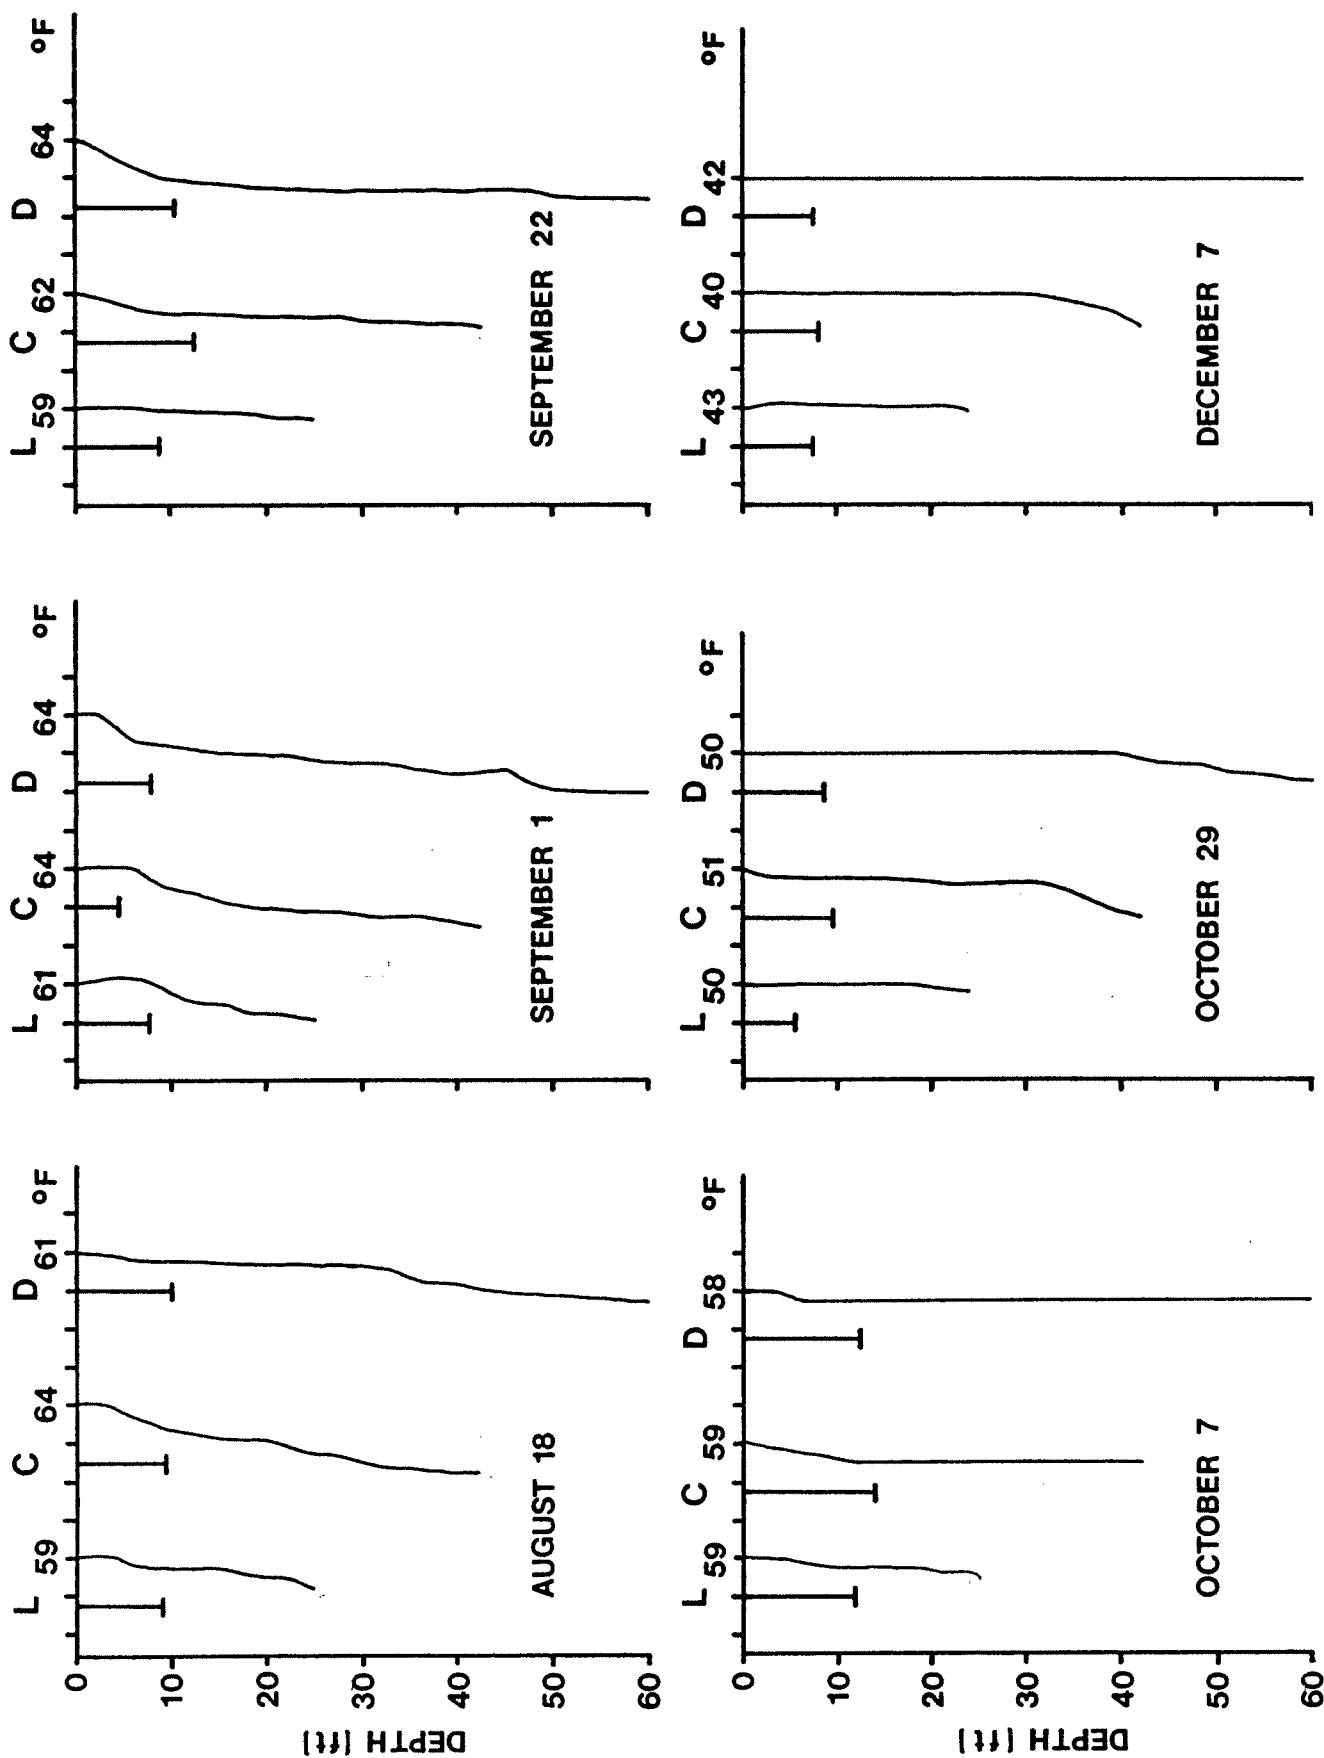 L 59 C 64 D 61 °F
0
10
20
30
40
50
60
DEPTH (ft)
AUGUST 18
L 61 C 64 D 64 °F
SEPTEMBER 1
L 59 C 62 D 64 °F
SEPTEMBER 22
L 59 C 59 D 58 °F
0
10
20
30
40
50
60
DEPTH (ft)
OCTOBER 7
L 50 C 51 D 50 °F
OCTOBER 29
L 43 C 40 D 42 °F
DECEMBER 7